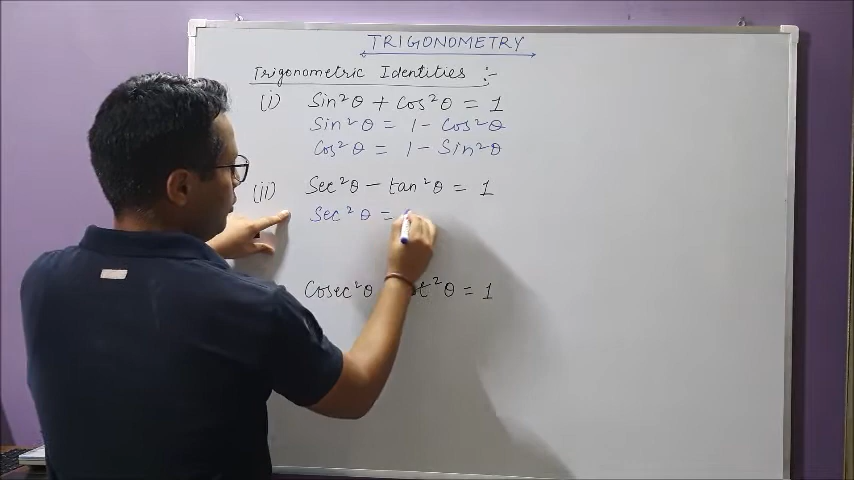 TRIGONOMETRY
Trigonometric Identities :-
(i) Sin²θ + Cos²θ = 1
Sin²θ = 1 - Cos²θ
Cos²θ = 1 - Sin²θ
(ii) Sec²θ - tan²θ = 1
Sec²θ =
Cosec²θ t²θ = 1